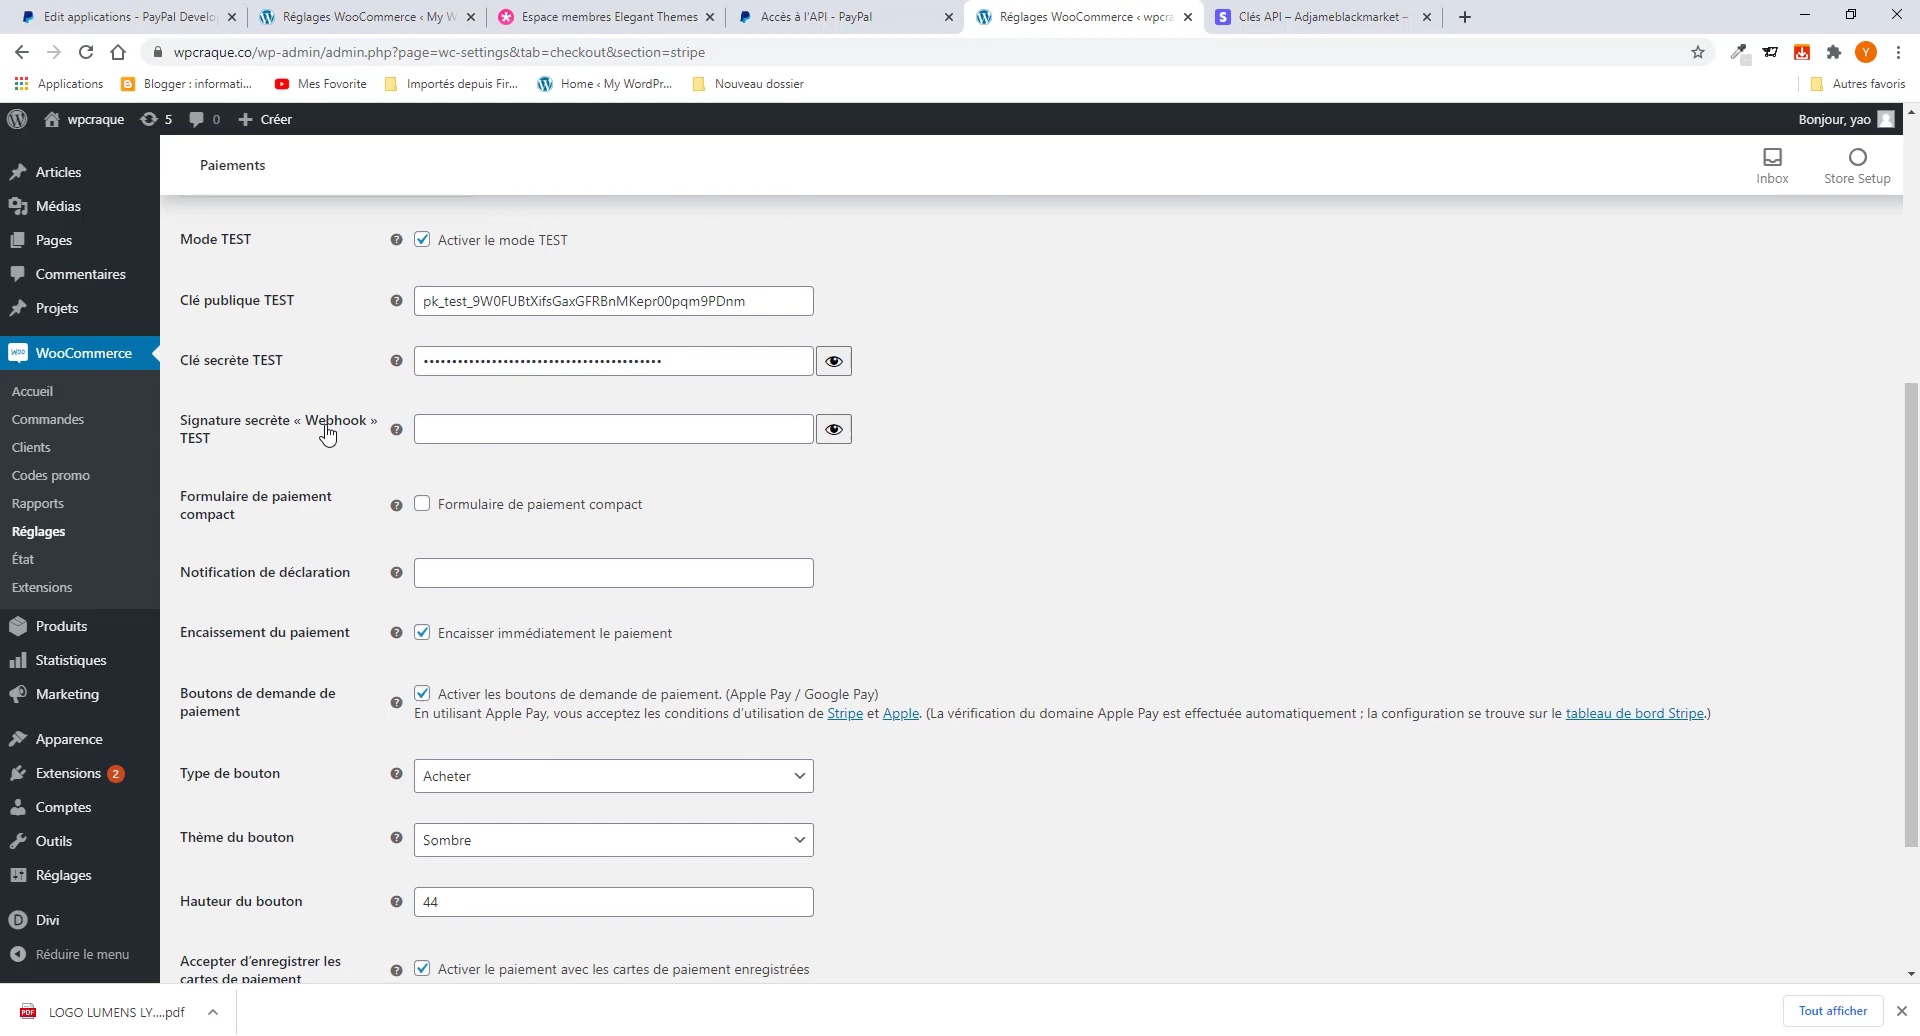 Edit applications - PayPal Develo
Réglages WooCommerce ‹ My W
Espace membres Elegant Themes
Accès à l'API - PayPal
Réglages WooCommerce ‹ wpcra
Clés API – Adjameblackmarket –
wpcraque.co/wp-admin/admin.php?page=wc-settings&tab=checkout&section=stripe
Y
Applications
Blogger : informati...
Mes Favorite
Importés depuis Fir...
Home ‹ My WordPr...
Nouveau dossier
Autres favoris
wpcraque
5
0
Créer
Bonjour, yao
Paiements
Inbox
Store Setup
Articles
Médias
Pages
Commentaires
Projets
WooCommerce
Accueil
Commandes
Clients
Codes promo
Rapports
Réglages
État
Extensions
Produits
Statistiques
Marketing
Apparence
Extensions 2
Comptes
Outils
Réglages
Divi
Réduire le menu
Mode TEST
Activer le mode TEST
Clé publique TEST
pk_test_9W0FUBtXifsGaxGFRBnMKepr00pqm9PDnm
Clé secrète TEST
••••••••••••••••••••••••••••••••••••••••••
Signature secrète « Webhook »
TEST
Formulaire de paiement
compact
Formulaire de paiement compact
Notification de déclaration
Encaissement du paiement
Encaisser immédiatement le paiement
Boutons de demande de
paiement
Activer les boutons de demande de paiement. (Apple Pay / Google Pay)
En utilisant Apple Pay, vous acceptez les conditions d’utilisation de Stripe et Apple. (La vérification du domaine Apple Pay est effectuée automatiquement ; la configuration se trouve sur le tableau de bord Stripe.)
Type de bouton
Acheter
Thème du bouton
Sombre
Hauteur du bouton
44
Accepter d’enregistrer les
cartes de paiement
Activer le paiement avec les cartes de paiement enregistrées
LOGO LUMENS LY....pdf
Tout afficher